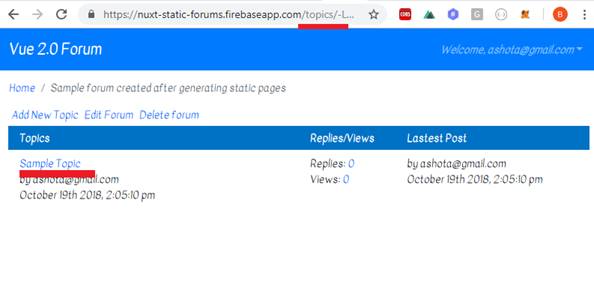 https://nuxt-static-forums.firebaseapp.com/topics/-L...
CORS
G
B
Vue 2.0 Forum
Welcome, ashota@gmail.com
Home / Sample forum created after generating static pages
Add New Topic Edit Forum Delete forum
Topics Replies/Views Lastest Post
Sample Topic Replies: 0 by ashota@gmail.com
by ashota@gmail.com Views: 0 October 19th 2018, 2:05:10 pm
October 19th 2018, 2:05:10 pm